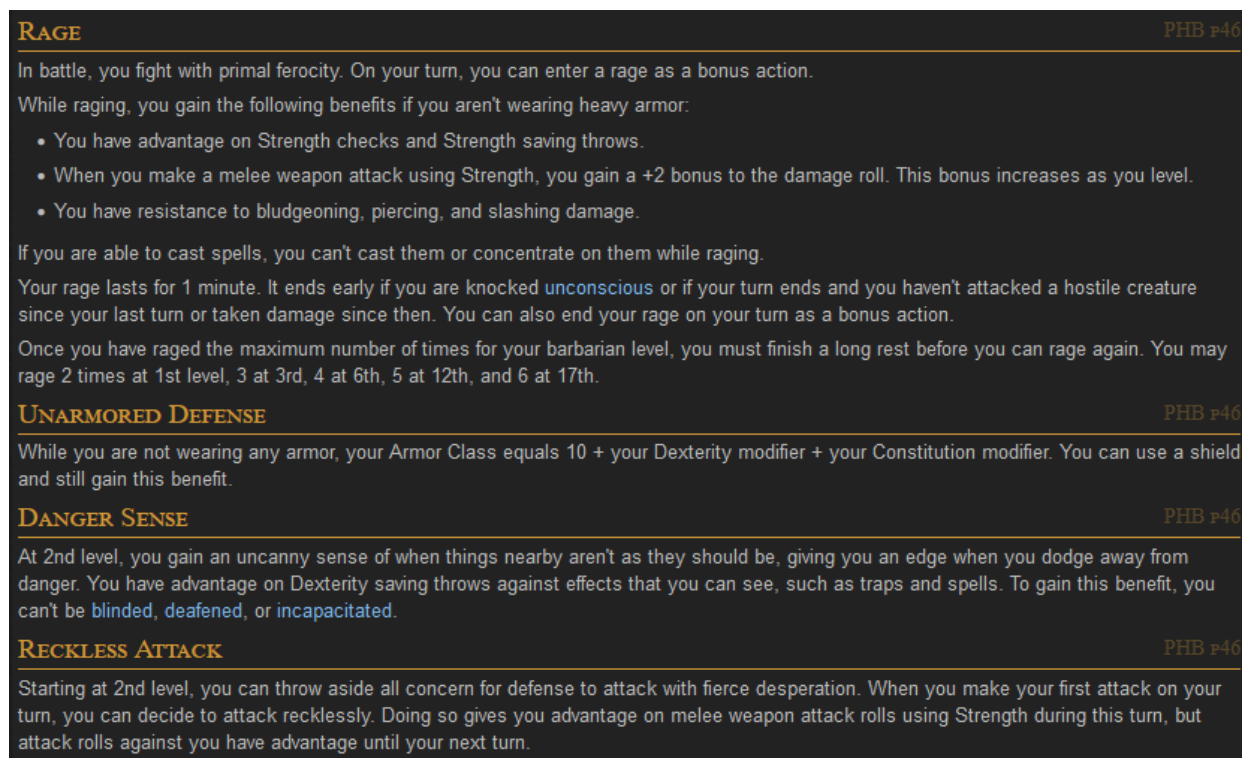 RAGE PHB P46
In battle, you fight with primal ferocity. On your turn, you can enter a rage as a bonus action.
While raging, you gain the following benefits if you aren't wearing heavy armor:
• You have advantage on Strength checks and Strength saving throws.
• When you make a melee weapon attack using Strength, you gain a +2 bonus to the damage roll. This bonus increases as you level.
• You have resistance to bludgeoning, piercing, and slashing damage.
If you are able to cast spells, you can't cast them or concentrate on them while raging.
Your rage lasts for 1 minute. It ends early if you are knocked unconscious or if your turn ends and you haven't attacked a hostile creature
since your last turn or taken damage since then. You can also end your rage on your turn as a bonus action.
Once you have raged the maximum number of times for your barbarian level, you must finish a long rest before you can rage again. You may
rage 2 times at 1st level, 3 at 3rd, 4 at 6th, 5 at 12th, and 6 at 17th.
UNARMORED DEFENSE PHB P46
While you are not wearing any armor, your Armor Class equals 10 + your Dexterity modifier + your Constitution modifier. You can use a shield
and still gain this benefit.
DANGER SENSE PHB P46
At 2nd level, you gain an uncanny sense of when things nearby aren't as they should be, giving you an edge when you dodge away from
danger. You have advantage on Dexterity saving throws against effects that you can see, such as traps and spells. To gain this benefit, you
can't be blinded, deafened, or incapacitated.
RECKLESS ATTACK PHB P46
Starting at 2nd level, you can throw aside all concern for defense to attack with fierce desperation. When you make your first attack on your
turn, you can decide to attack recklessly. Doing so gives you advantage on melee weapon attack rolls using Strength during this turn, but
attack rolls against you have advantage until your next turn.